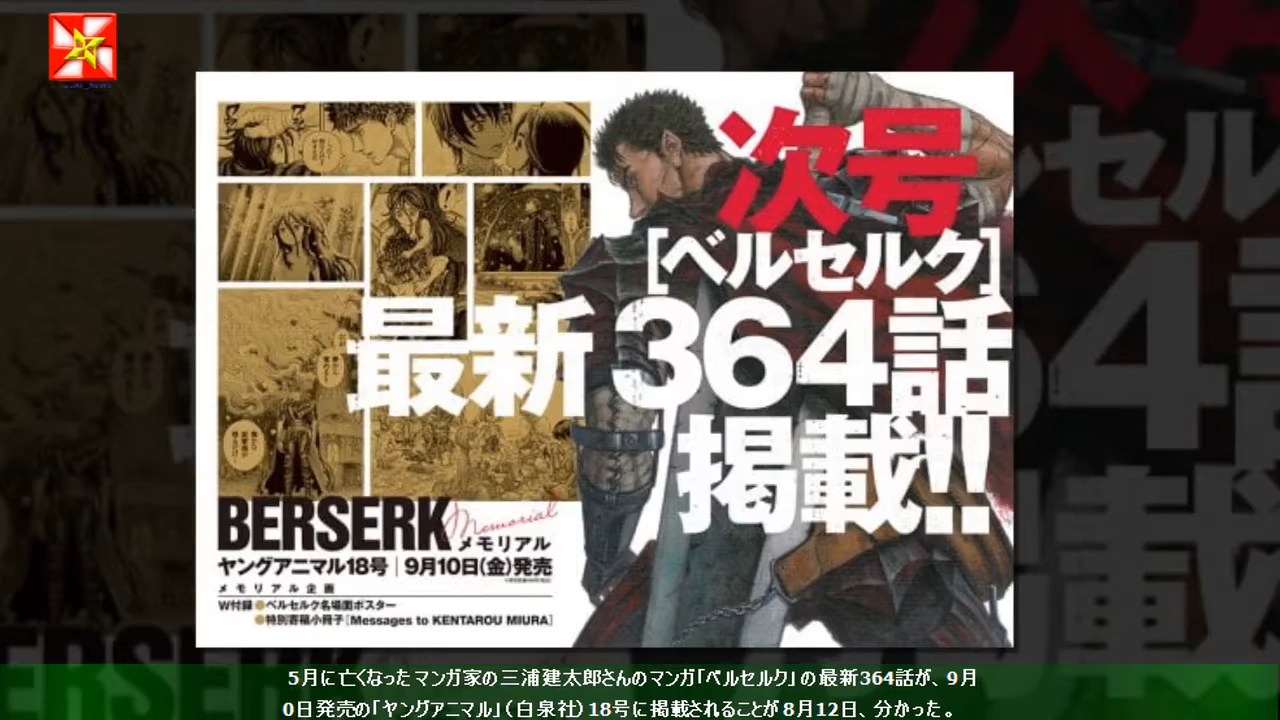 次号
[ベルセルク]
最新364話
掲載!!
BERSERK Memorial
メモリアル
ヤングアニマル18号｜9月10日(金)発売
メモリアル企画
W付録●ベルセルク名場面ポスター
●特別寄稿小冊子[Messages to KENTAROU MIURA]
5月に亡くなったマンガ家の三浦建太郎さんのマンガ「ベルセルク」の最新364話が、9月
0日発売の「ヤングアニマル」（白泉社）18号に掲載されることが8月12日、分かった。